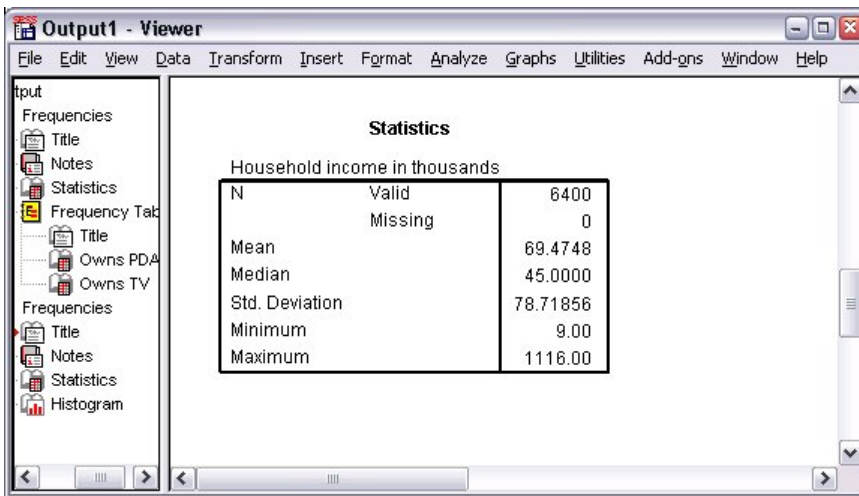 Output1 - Viewer
File Edit View Data Transform Insert Format Analyze Graphs Utilities Add-ons Window Help
tput
Frequencies
Title
Notes
Statistics
Frequency Tab
Title
Owns PDA
Owns TV
Frequencies
Title
Notes
Statistics
Histogram
Statistics
Household income in thousands
N Valid 6400
Missing 0
Mean 69.4748
Median 45.0000
Std. Deviation 78.71856
Minimum 9.00
Maximum 1116.00